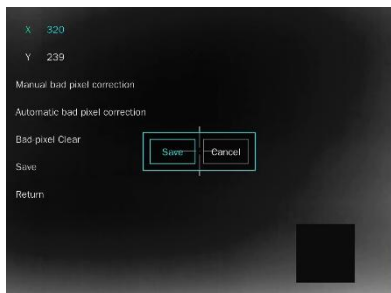 X 320
Y 239
Manual bad pixel correction
Automatic bad pixel correction
Bad-pixel Clear
Save
Return
Save Cancel